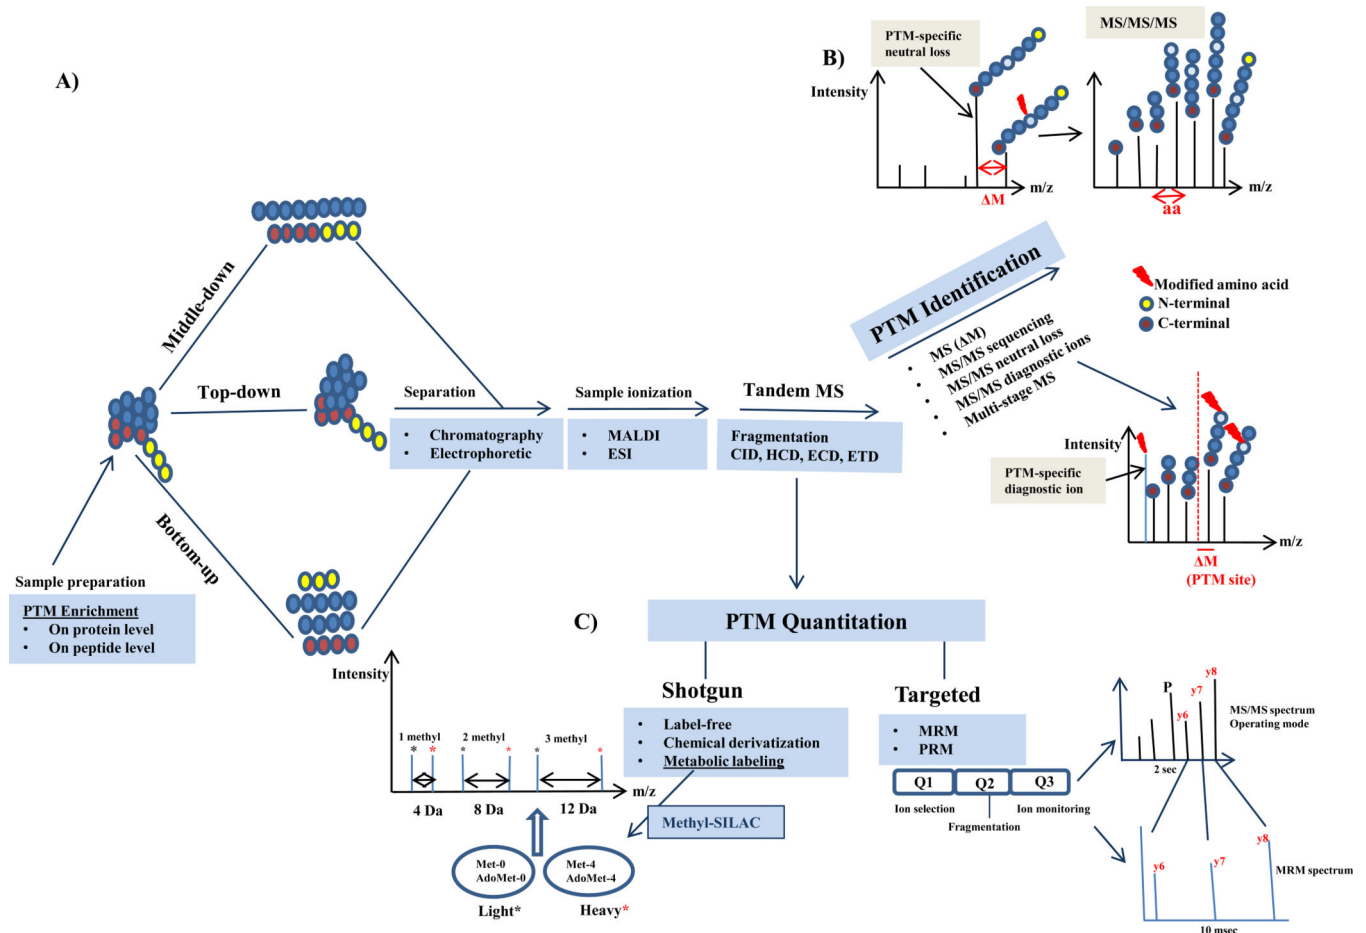 A)
Middle-down
Top-down
Bottom-up
Sample preparation
PTM Enrichment
• On protein level
• On peptide level
Separation
• Chromatography
• Electrophoretic
Sample ionization
• MALDI
• ESI
Tandem MS
Fragmentation
CID, HCD, ECD, ETD
B)
PTM-specific
neutral loss
Intensity
m/z
ΔM
MS/MS/MS
m/z
aa
PTM Identification
• MS (ΔM)
• MS/MS sequencing
• MS/MS neutral loss
• MS/MS diagnostic ions
• Multi-stage MS
Modified amino acid
N-terminal
C-terminal
Intensity
PTM-specific
diagnostic ion
m/z
ΔM
(PTM site)
C)
PTM Quantitation
Shotgun
• Label-free
• Chemical derivatization
• Metabolic labeling
Methyl-SILAC
Intensity
1 methyl 2 methyl 3 methyl
* * * * * *
m/z
4 Da 8 Da 12 Da
Met-0
AdoMet-0
Met-4
AdoMet-4
Light* Heavy*
Targeted
• MRM
• PRM
Q1 Q2 Q3
Ion selection Ion monitoring
Fragmentation
P y6 y7 y8
MS/MS spectrum
Operating mode
2 sec
y6 y7 y8
MRM spectrum
10 msec